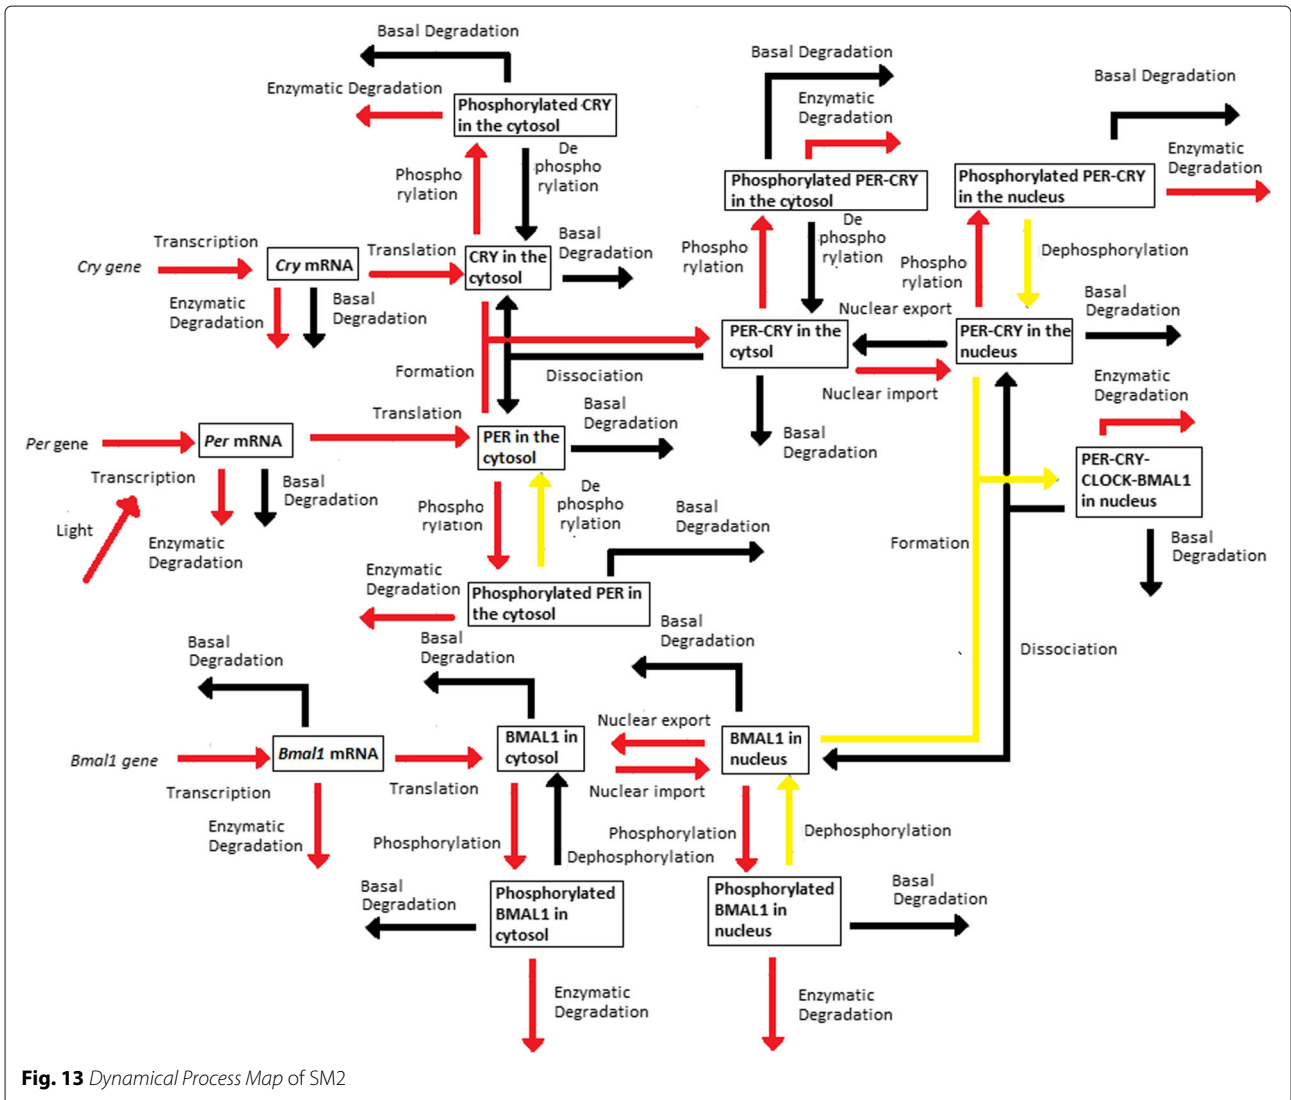 Basal Degradation
Enzymatic Degradation
Phosphorylated CRY
in the cytosol
Phospho
rylation
De
phospho
rylation
Basal Degradation
Enzymatic
Degradation
Phosphorylated PER-CRY
in the cytosol
Phospho
rylation
De
phospho
rylation
Basal Degradation
Enzymatic
Degradation
Phosphorylated PER-CRY
in the nucleus
Phospho
rylation
Dephosphorylation
Cry gene
Transcription
Cry mRNA
Enzymatic
Degradation
Basal
Degradation
Translation
CRY in the
cytosol
Basal
Degradation
Formation
Dissociation
PER-CRY in the
cytsol
Basal
Degradation
Nuclear export
Nuclear import
PER-CRY in the
nucleus
Basal
Degradation
Enzymatic
Degradation
PER-CRY-
CLOCK-BMAL1
in nucleus
Basal
Degradation
Formation
Dissociation
Per gene
Transcription
Light
Per mRNA
Enzymatic
Degradation
Basal
Degradation
Translation
PER in the
cytosol
Basal
Degradation
Phospho
rylation
De
phospho
rylation
Enzymatic
Degradation
Phosphorylated PER in
the cytosol
Basal
Degradation
Basal
Degradation
Bmal1 gene
Transcription
Bmal1 mRNA
Enzymatic
Degradation
Translation
Basal
Degradation
BMAL1 in
cytosol
Nuclear export
Nuclear import
Basal
Degradation
BMAL1 in
nucleus
Phosphorylation
Dephosphorylation
Phosphorylation
Dephosphorylation
Basal
Degradation
Phosphorylated
BMAL1 in
cytosol
Enzymatic
Degradation
Phosphorylated
BMAL1 in
nucleus
Basal
Degradation
Enzymatic
Degradation
Fig. 13 Dynamical Process Map of SM2